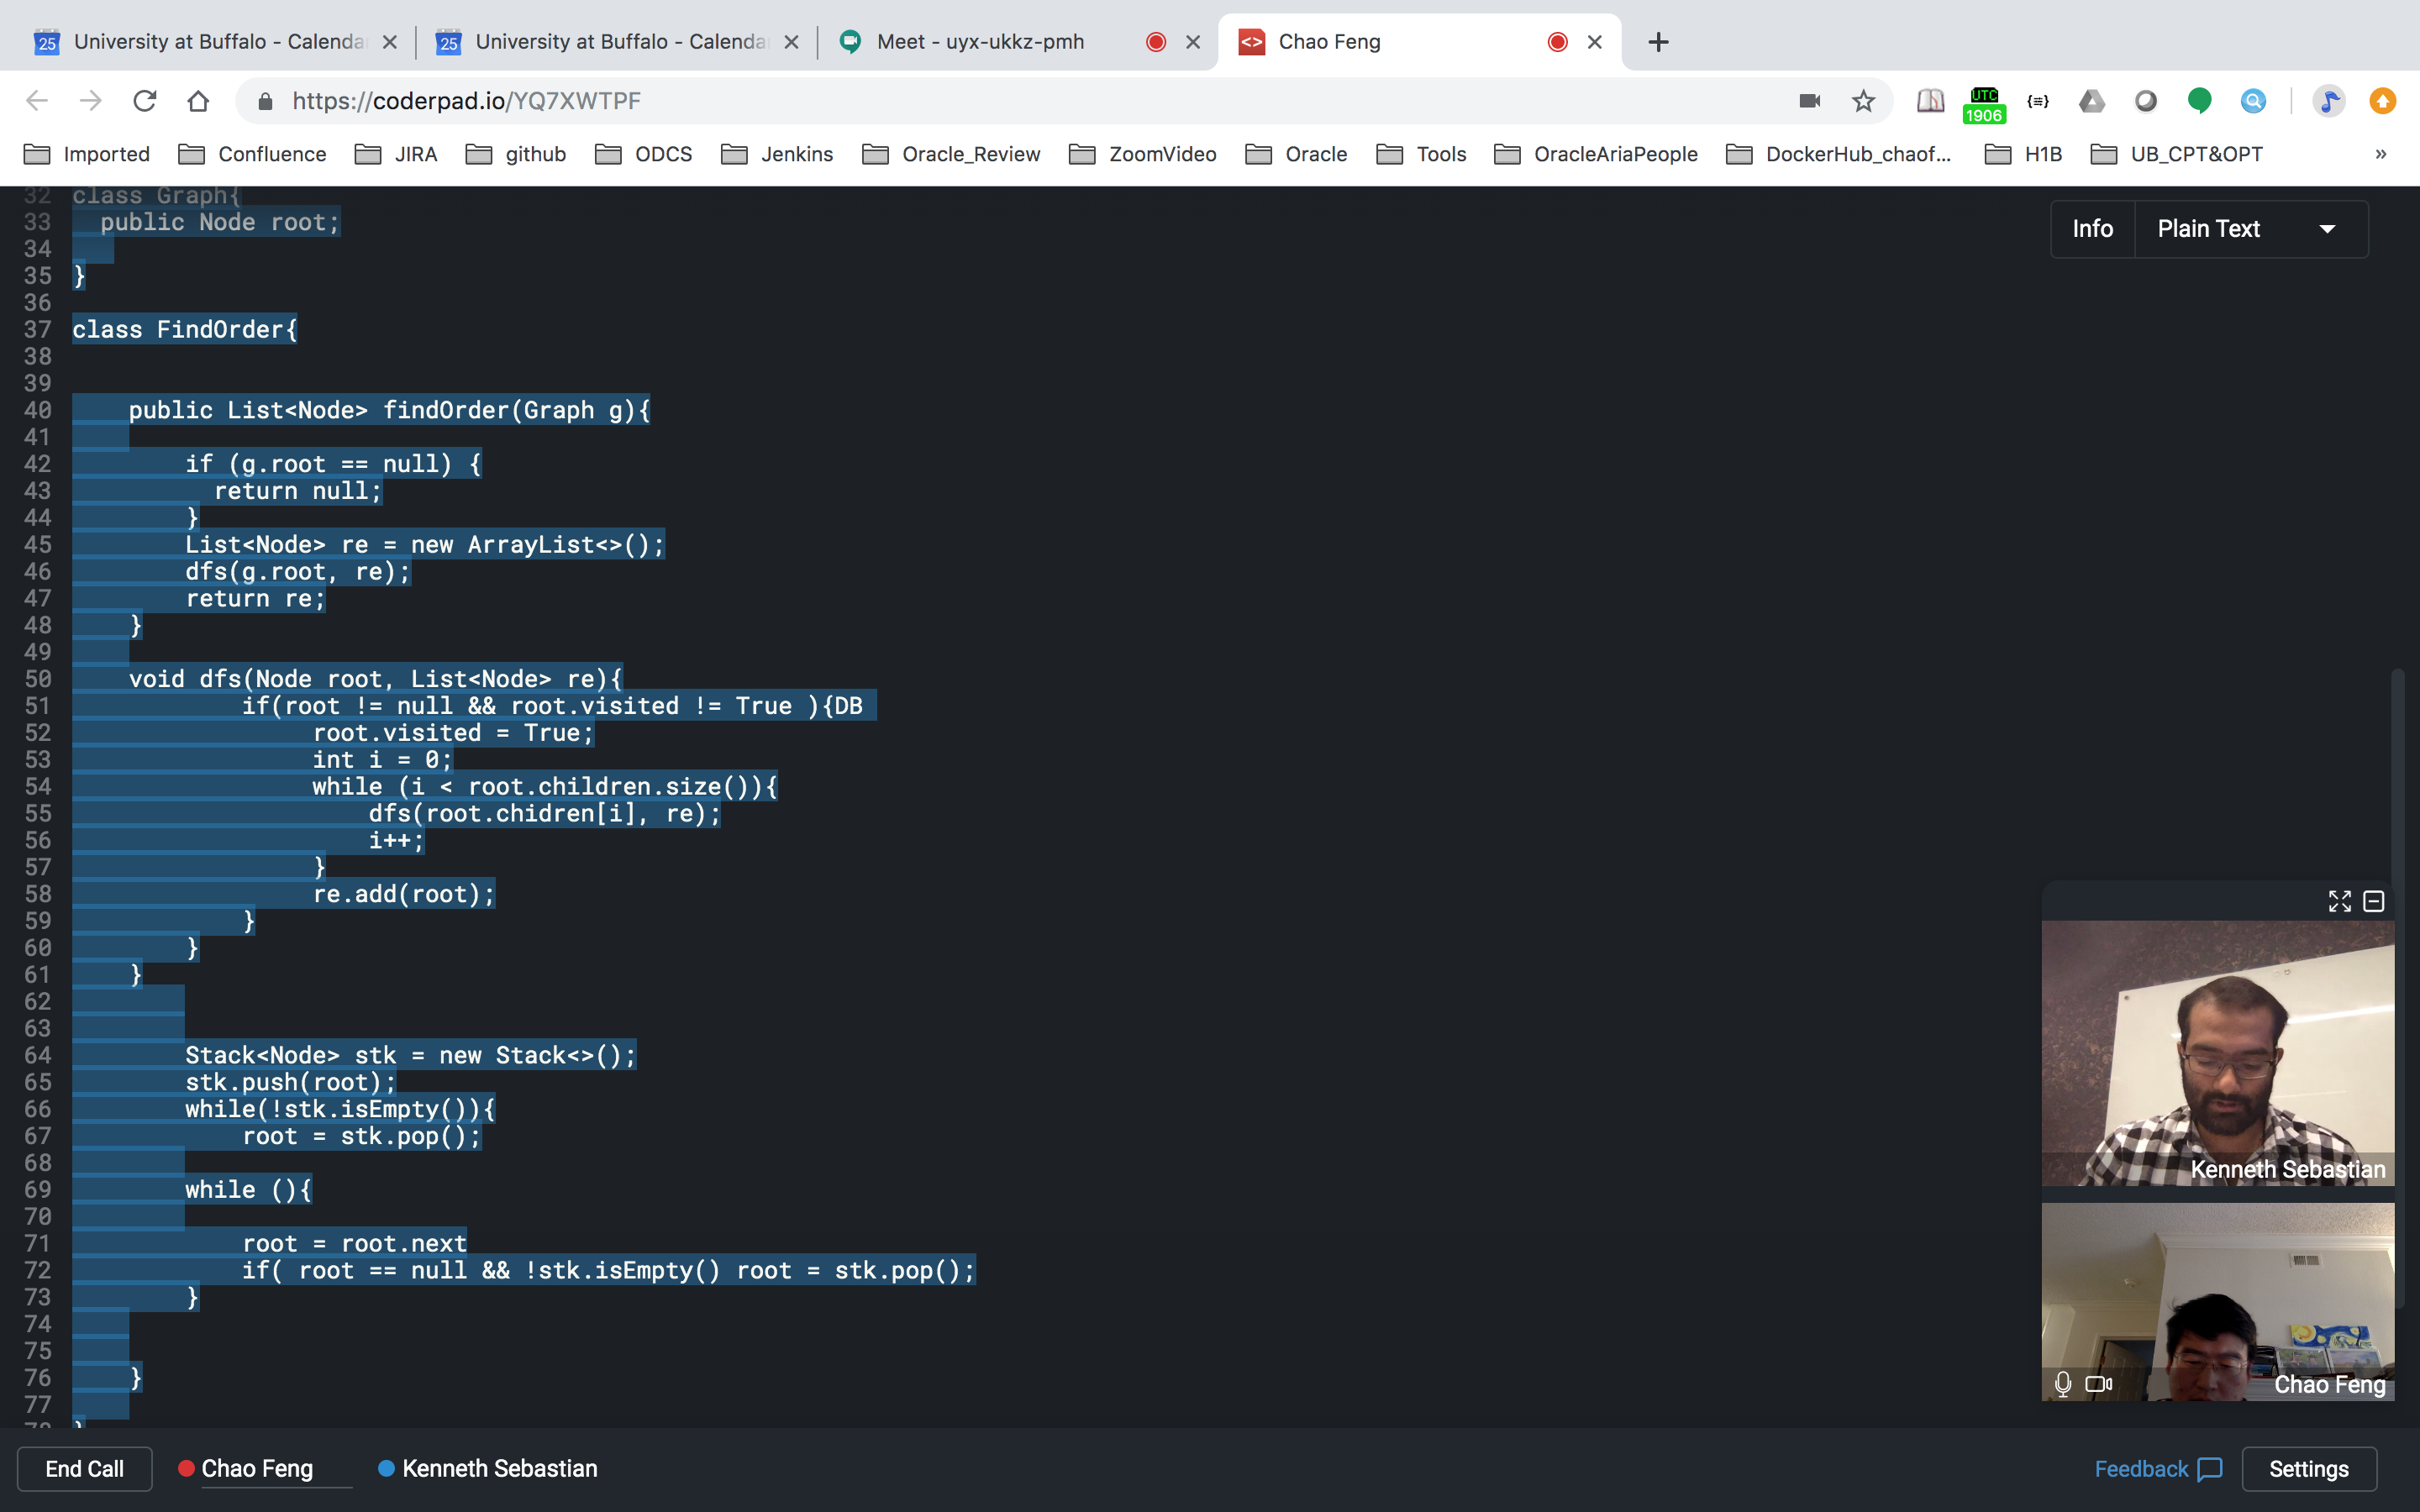 University at Buffalo - Calenda
University at Buffalo - Calenda
Meet - uyx-ukkz-pmh
Chao Feng
https://coderpad.io/YQ7XWTPF
UTC
1906
Imported
Confluence
JIRA
github
ODCS
Jenkins
Oracle_Review
ZoomVideo
Oracle
Tools
OracleAriaPeople
DockerHub_chaof...
H1B
UB_CPT&OPT
»
Info
Plain Text
32 class Graph{
33   public Node root;
34
35 }
36
37 class FindOrder{
38
39
40     public List<Node> findOrder(Graph g){
41
42         if (g.root == null) {
43           return null;
44         }
45         List<Node> re = new ArrayList<>();
46         dfs(g.root, re);
47         return re;
48     }
49
50     void dfs(Node root, List<Node> re){
51             if(root != null && root.visited != True ){DB
52                  root.visited = True;
53                  int i = 0;
54                  while (i < root.children.size()){
55                      dfs(root.chidren[i], re);
56                      i++;
57                  }
58                  re.add(root);
59             }
60         }
61     }
62
63
64         Stack<Node> stk = new Stack<>();
65         stk.push(root);
66         while(!stk.isEmpty()){
67             root = stk.pop();
68
69         while (){
70
71             root = root.next
72             if( root == null && !stk.isEmpty() root = stk.pop();
73         }
74
75
76     }
77
78 }
Kenneth Sebastian
Chao Feng
End Call
Chao Feng
Kenneth Sebastian
Feedback
Settings